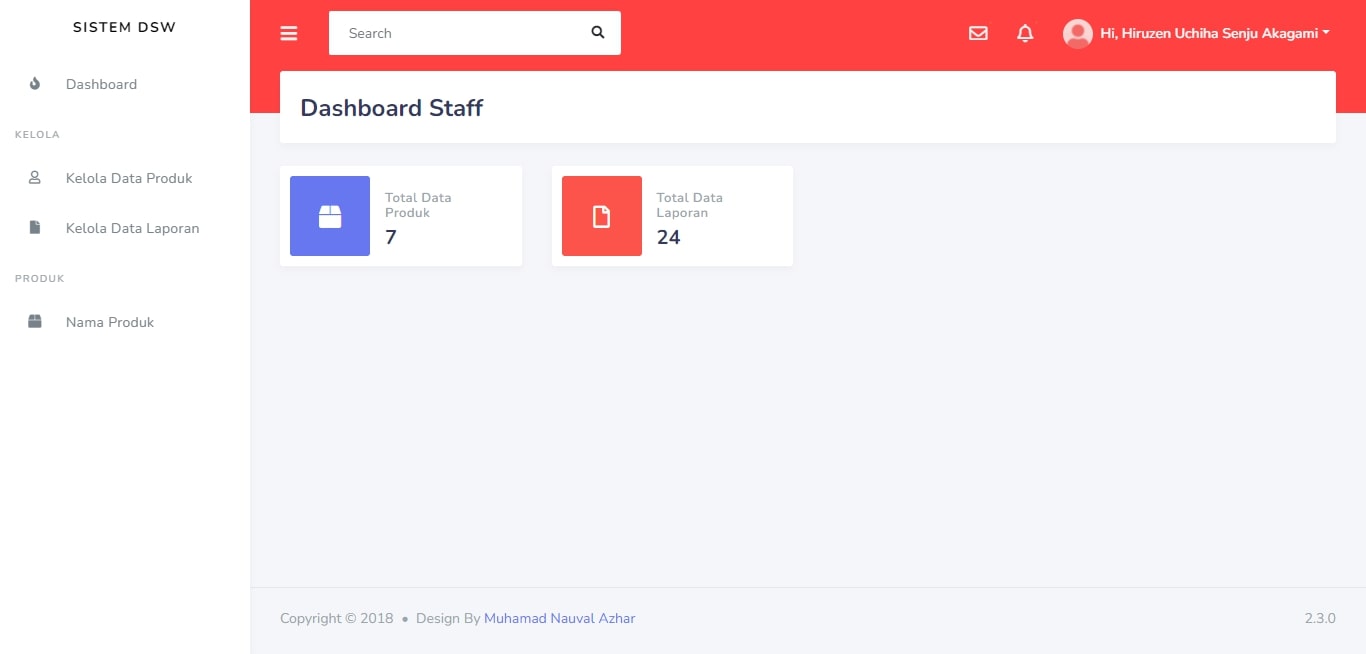 SISTEM DSW
Dashboard
KELOLA
Kelola Data Produk
Kelola Data Laporan
PRODUK
Nama Produk
Search
Hi, Hiruzen Uchiha Senju Akagami
Dashboard Staff
Total Data
Produk
7
Total Data
Laporan
24
Copyright © 2018 • Design By Muhamad Nauval Azhar
2.3.0